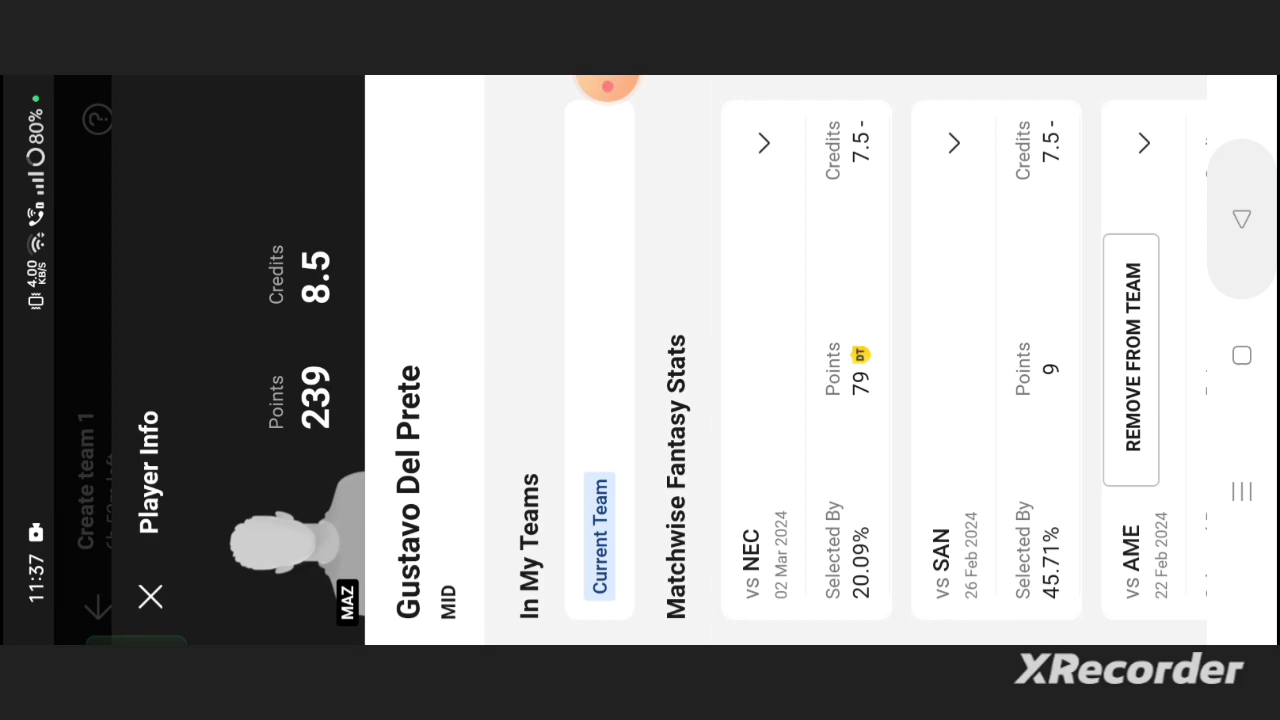 11:37 4.00 KB/S 80%
Create team 1
?
Player Info
Points Credits
239 8.5
MAZ
Gustavo Del Prete
MID
In My Teams
Current Team
Matchwise Fantasy Stats
vs NEC
02 Mar 2024
Selected By Points Credits
20.09% 79 DT 7.5 -
vs SAN
26 Feb 2024
Selected By Points Credits
45.71% 9 7.5 -
vs AME
22 Feb 2024
REMOVE FROM TEAM
XRecorder